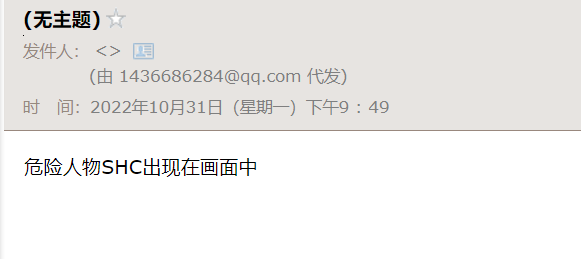 (无主题)
发件人： <>
(由 1436686284@qq.com 代发)
时　间：2022年10月31日（星期一）下午9：49
危险人物SHC出现在画面中